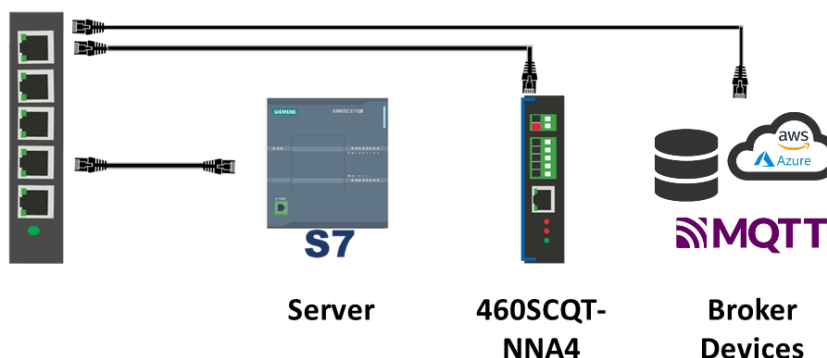 SIEMENS
SIMATIC S7-1200
aws
Azure
S7
MQTT
Server
460SCQT-
NNA4
Broker
Devices